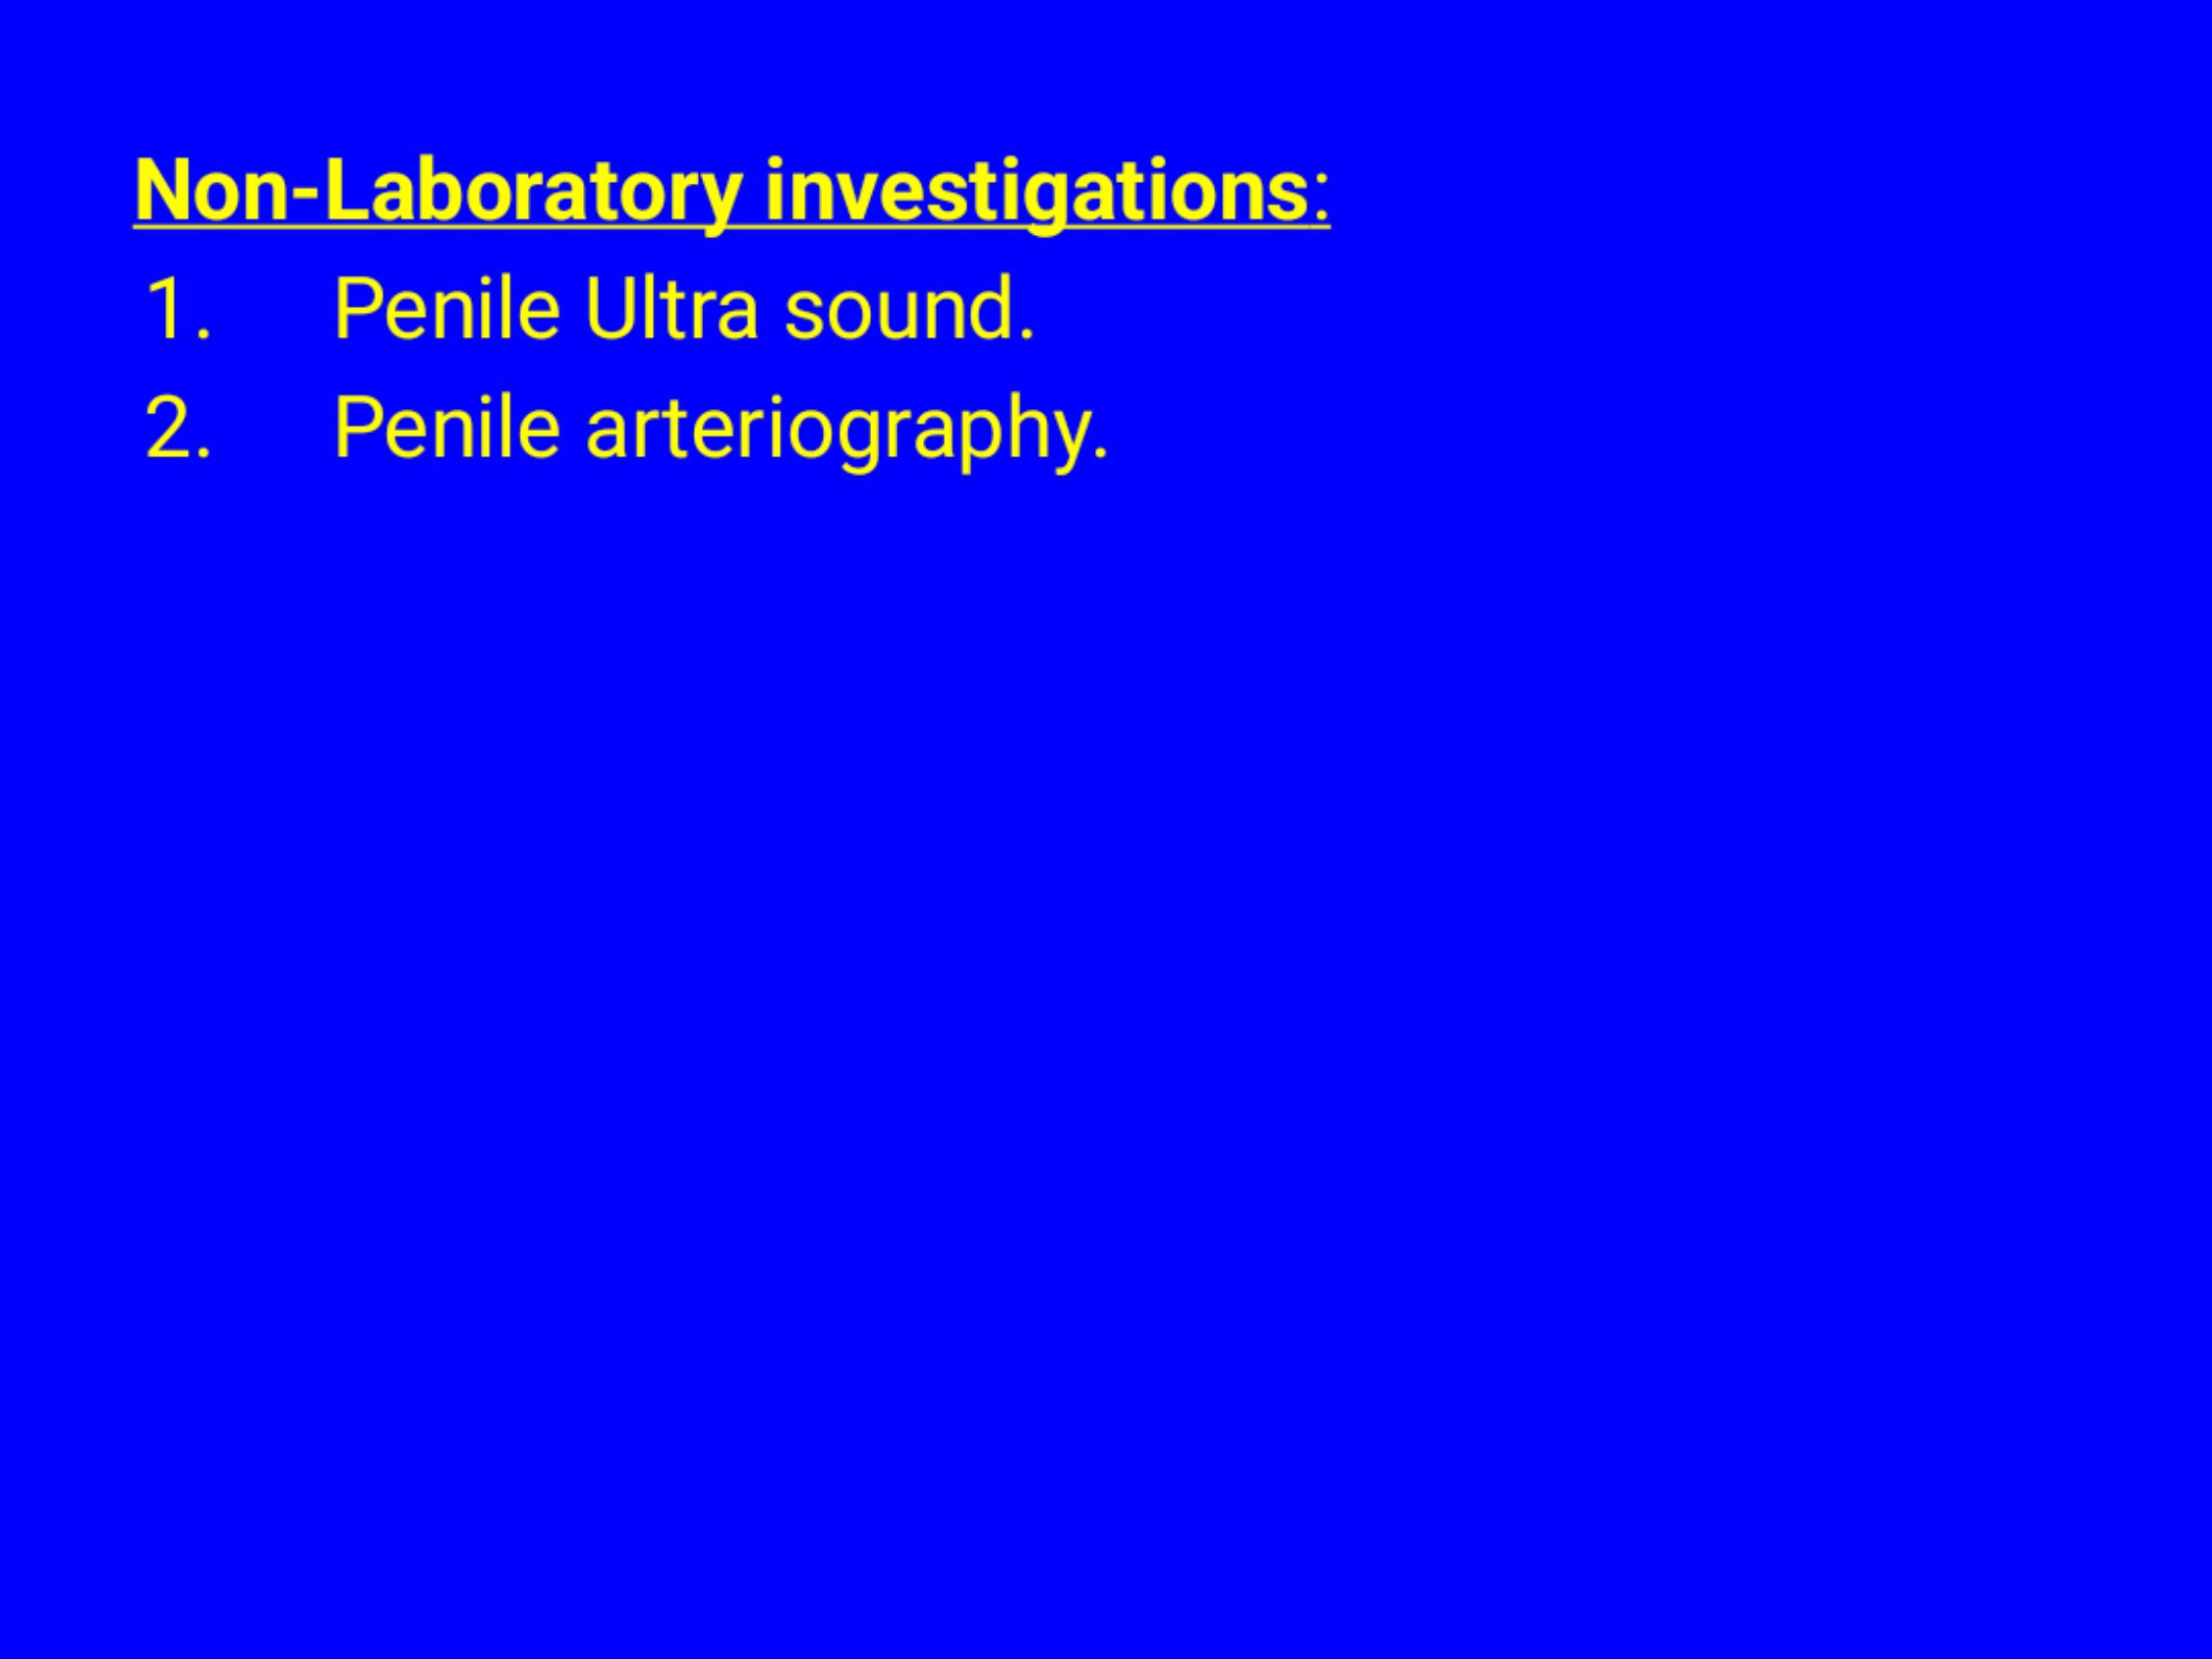 Non-Laboratory investigations:
1. Penile Ultra sound.
2. Penile arteriography.